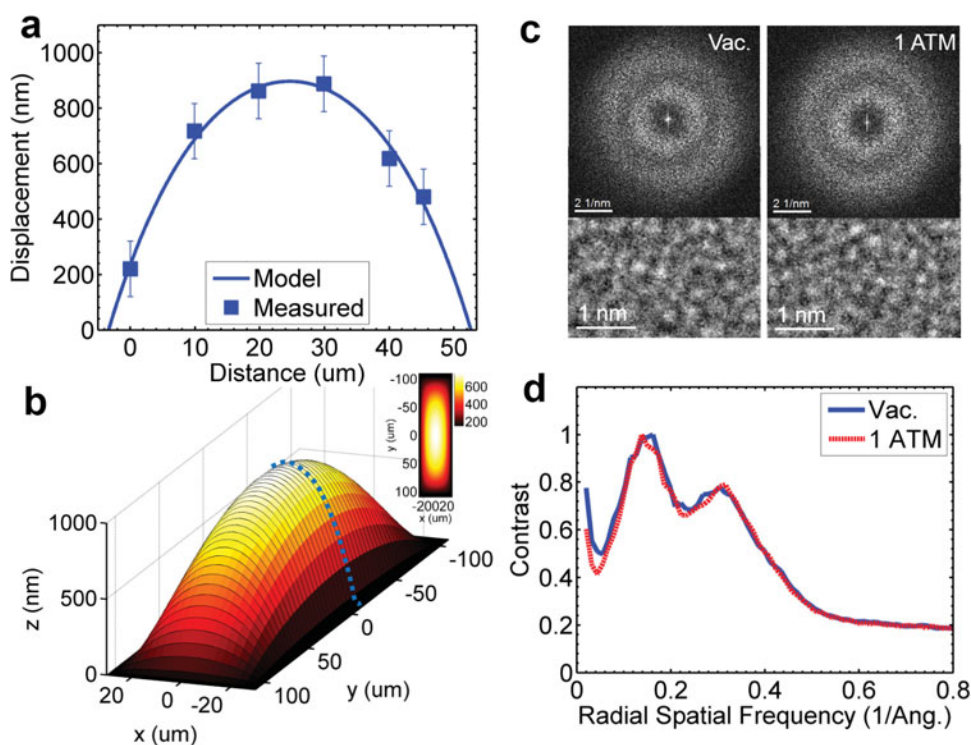 a
1000
800
600
400
200
0
Displacement (nm)
Model
Measured
0 10 20 30 40 50
Distance (um)
b
1000
500
0
z (nm)
20
0
-20
x (um)
100
50
0
-50
-100
y (um)
-100
-50
0
50
100
y (um)
-20020
x (um)
600
400
200
c
Vac.
1 ATM
2 1/nm
2 1/nm
1 nm
1 nm
d
Vac.
1 ATM
1
0.8
0.6
0.4
0.2
0
Contrast
0 0.2 0.4 0.6 0.8
Radial Spatial Frequency (1/Ang.)